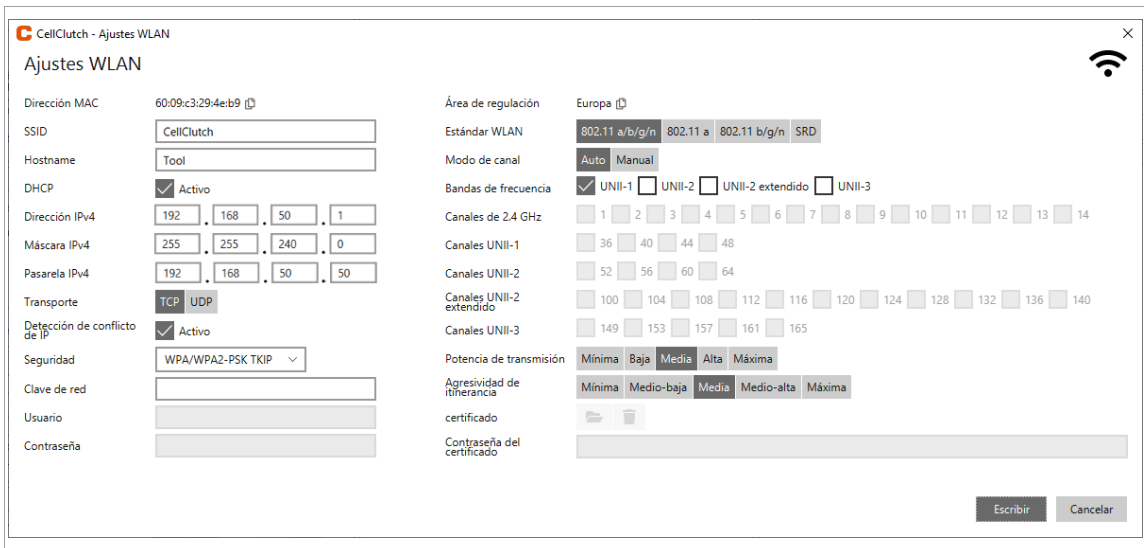 CellClutch - Ajustes WLAN
Ajustes WLAN
Dirección MAC 60:09:c3:29:4e:b9
SSID CellClutch
Hostname Tool
DHCP Activo
Dirección IPv4 192 . 168 . 50 . 1
Máscara IPv4 255 . 255 . 240 . 0
Pasarela IPv4 192 . 168 . 50 . 50
Transporte TCP UDP
Detección de conflicto
de IP Activo
Seguridad WPA/WPA2-PSK TKIP
Clave de red
Usuario
Contraseña
Área de regulación Europa
Estándar WLAN 802.11 a/b/g/n 802.11 a 802.11 b/g/n SRD
Modo de canal Auto Manual
Bandas de frecuencia UNII-1 UNII-2 UNII-2 extendido UNII-3
Canales de 2.4 GHz 1 2 3 4 5 6 7 8 9 10 11 12 13 14
Canales UNII-1 36 40 44 48
Canales UNII-2 52 56 60 64
Canales UNII-2
extendido 100 104 108 112 116 120 124 128 132 136 140
Canales UNII-3 149 153 157 161 165
Potencia de transmisión Mínima Baja Media Alta Máxima
Agresividad de
itinerancia Mínima Medio-baja Media Medio-alta Máxima
certificado
Contraseña del
certificado
Escribir Cancelar